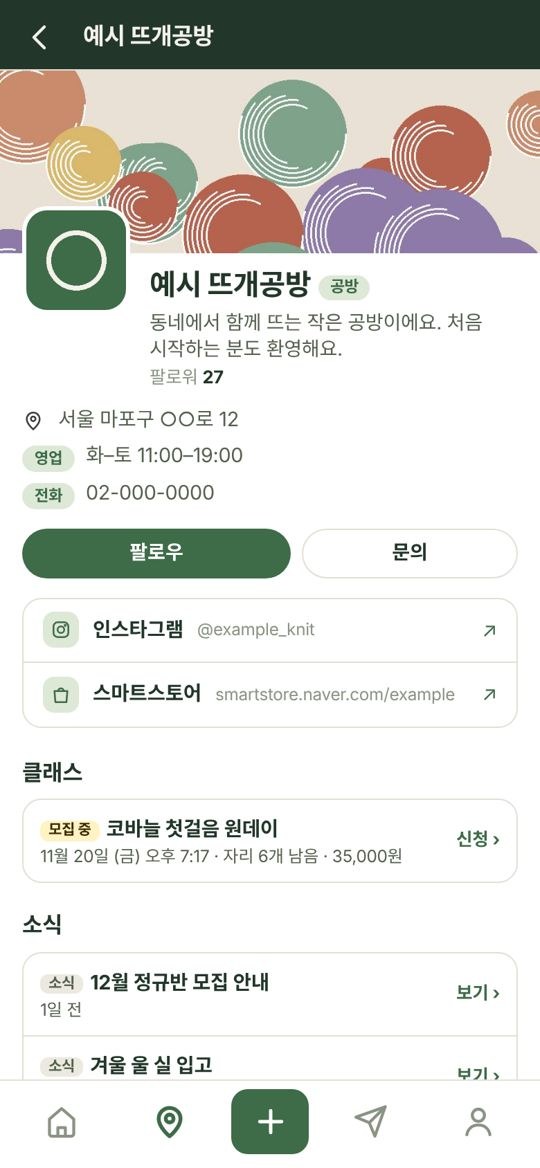 예시 뜨개공방
예시 뜨개공방 공방
동네에서 함께 뜨는 작은 공방이에요. 처음
시작하는 분도 환영해요.
팔로워 27
서울 마포구 ○○로 12
영업 화–토 11:00–19:00
전화 02-000-0000
팔로우 문의
인스타그램 @example_knit
스마트스토어 smartstore.naver.com/example
클래스
모집 중 코바늘 첫걸음 원데이
신청 ›
11월 20일 (금) 오후 7:17 · 자리 6개 남음 · 35,000원
소식
소식 12월 정규반 모집 안내
보기 ›
1일 전
소식 겨울 울 실 입고
보기 ›